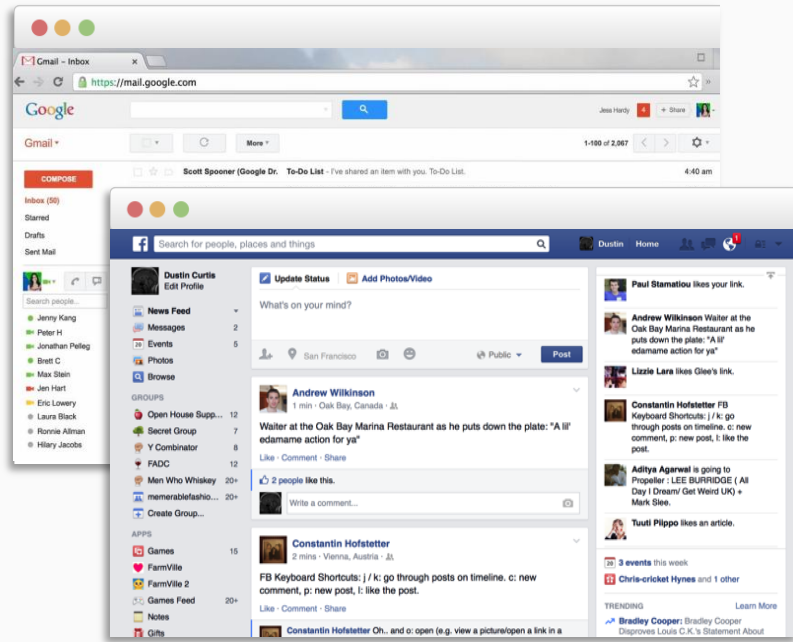 Gmail – Inbox
https://mail.google.com
Google
Jess Hardy 4 + Share
Gmail
More
1-100 of 2,067
COMPOSE
Scott Spooner (Google Dr. To-Do List - I've shared an item with you. To-Do List. 4:40 am
Inbox (50)
Starred
Drafts
Sent Mail
Search people...
Jenny Kang
Peter H
Jonathan Pelleg
Brett C
Max Stein
Jen Hart
Eric Lowery
Laura Black
Ronnie Allman
Hilary Jacobs
Search for people, places and things
Dustin Home 1
Dustin Curtis
Edit Profile
News Feed
Messages 2
20 Events 5
Photos
Browse
GROUPS
Open House Supp... 12
Secret Group 7
Y Combinator 8
FADC 12
Men Who Whiskey 20+
memerablefashio... 20+
Create Group...
APPS
Games 15
FarmVille
FarmVille 2
Games Feed 20+
Notes
Gifts
Update Status Add Photos/Video
What's on your mind?
San Francisco
Public Post
Andrew Wilkinson
1 min · Oak Bay, Canada ·
Waiter at the Oak Bay Marina Restaurant as he puts down the plate: "A lil'
edamame action for ya"
Like · Comment · Share
2 people like this.
Write a comment...
Constantin Hofstetter
2 mins · Vienna, Austria ·
FB Keyboard Shortcuts: j / k: go through posts on timeline. c: new
comment, p: new post, l: like the post.
Like · Comment · Share
Constantin Hofstetter Oh.. and o: open (e.g. view a picture/open a link in a
Paul Stamatiou likes your link.
Andrew Wilkinson Waiter at the
Oak Bay Marina Restaurant as he
puts down the plate: "A lil'
edamame action for ya"
Lizzie Lara likes Glee's link.
Constantin Hofstetter FB
Keyboard Shortcuts: j / k: go
through posts on timeline. c: new
comment, p: new post, l: like the
post.
Aditya Agarwal is going to
Propeller : LEE BURRIDGE ( All
Day I Dream/ Get Weird UK) +
Mark Slee.
Tuuti Piippo likes an article.
20 3 events this week
Chris-cricket Hynes and 1 other
TRENDING Learn More
Bradley Cooper: Bradley Cooper
Disproves Louis C.K.'s Statement About